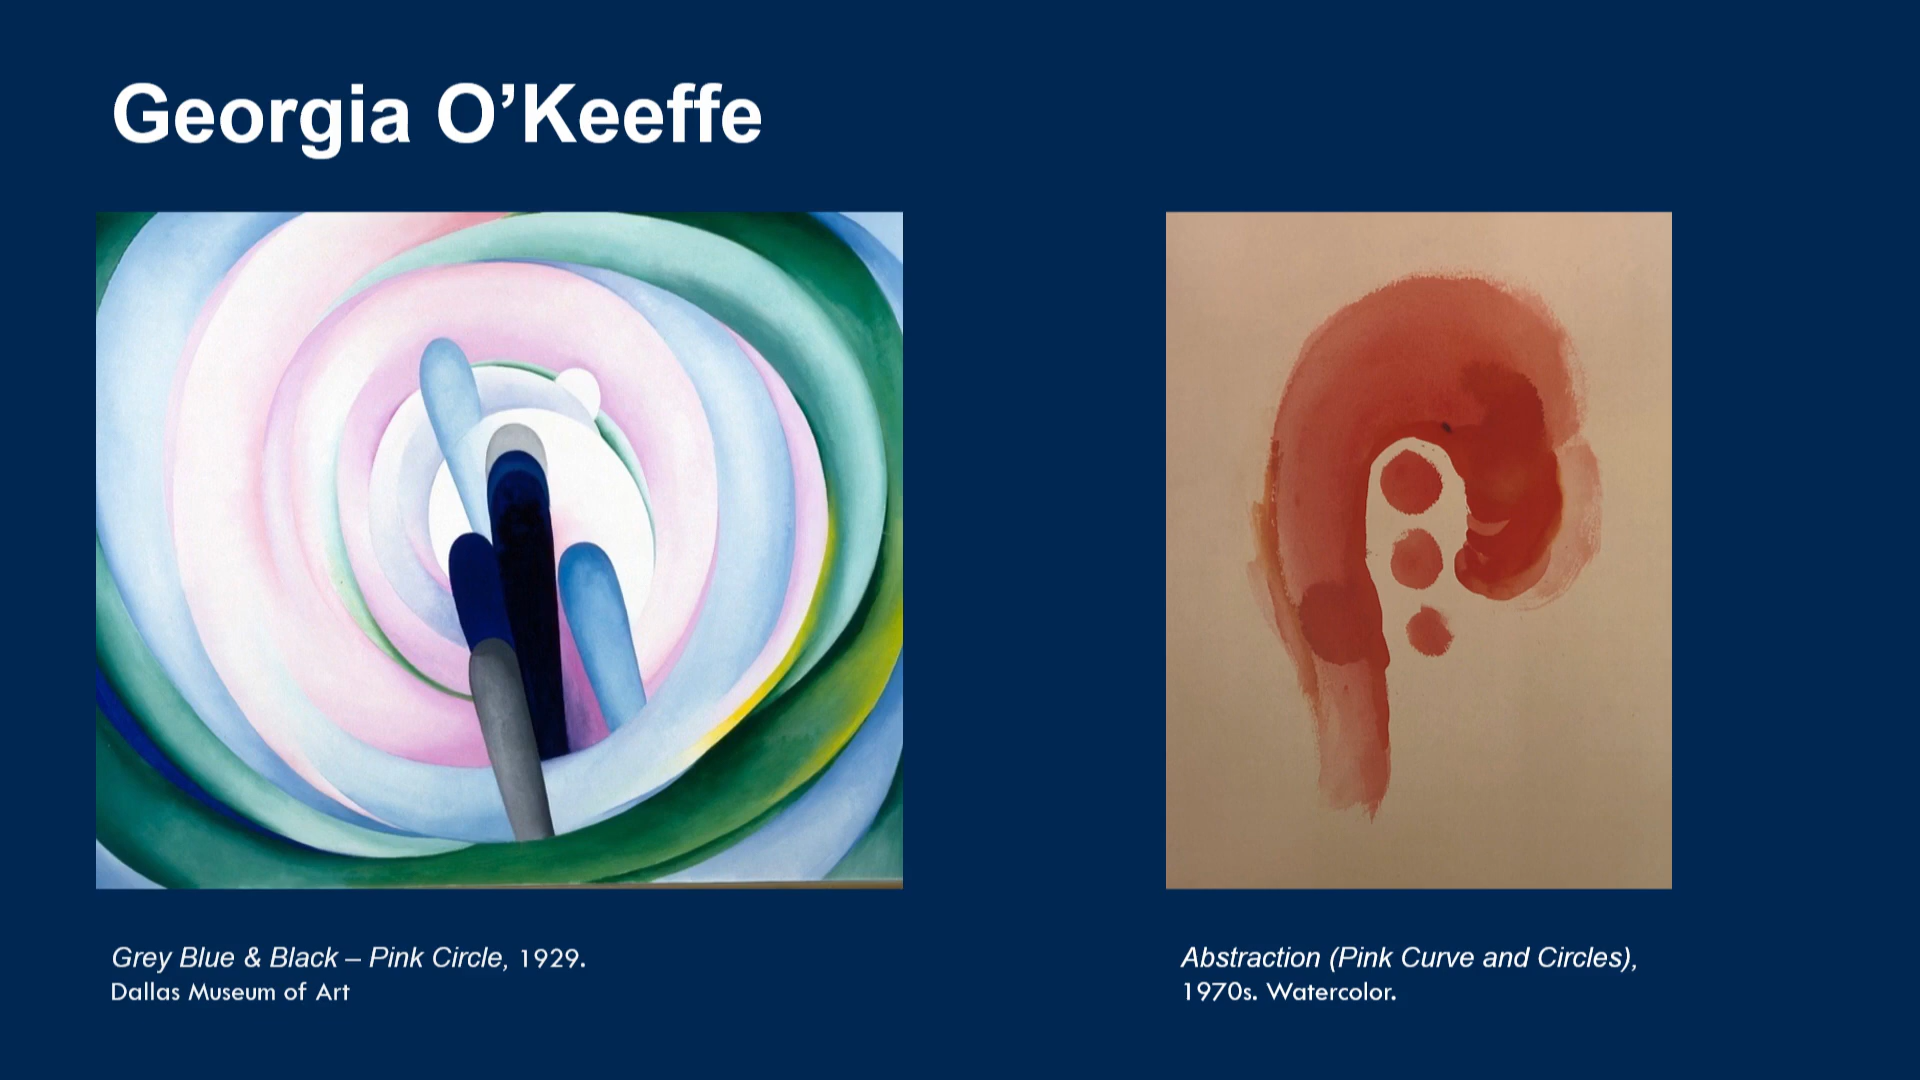 Georgia O’Keeffe
Grey Blue & Black – Pink Circle, 1929.
Dallas Museum of Art
Abstraction (Pink Curve and Circles),
1970s. Watercolor.